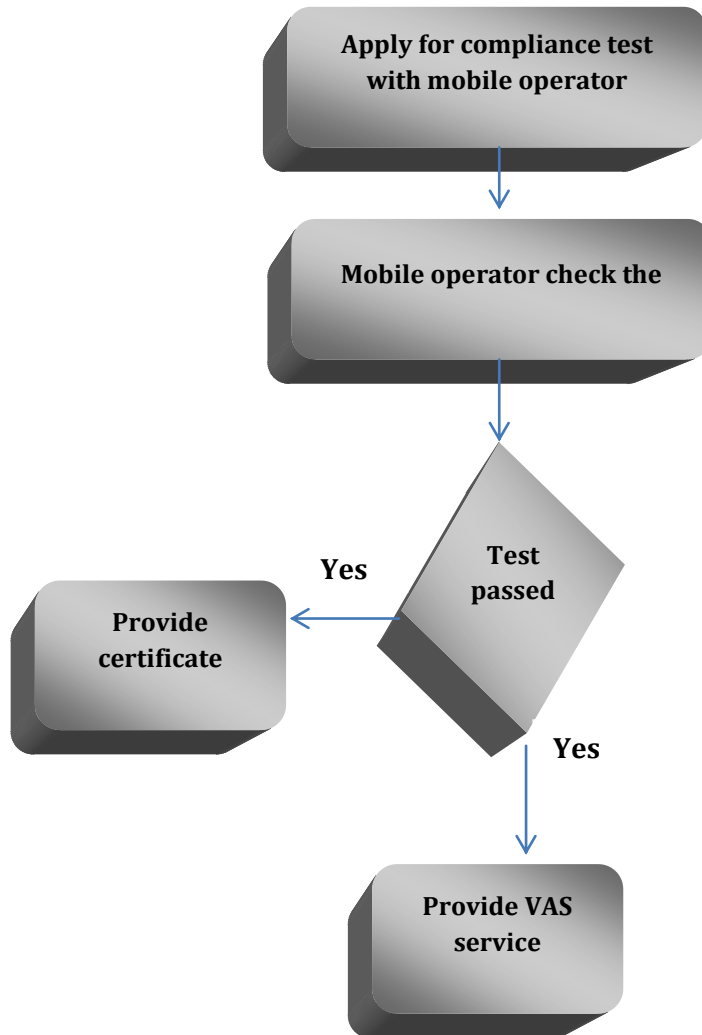 Apply for compliance test
with mobile operator
Mobile operator check the
Test
passed
Yes
Provide
certificate
Yes
Provide VAS
service